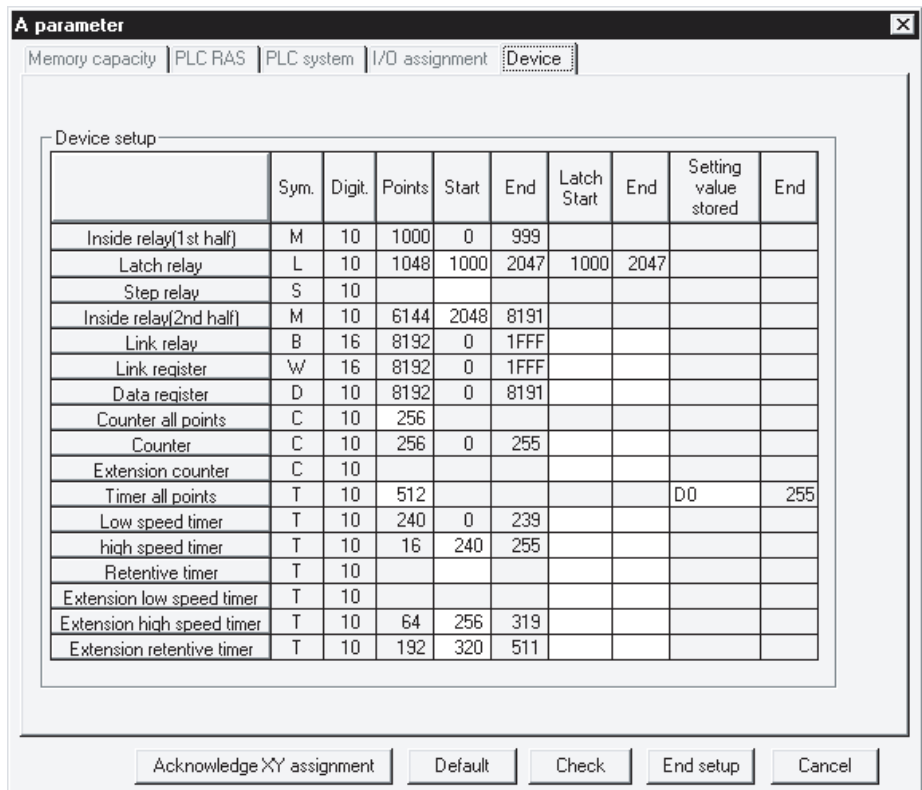 A parameter
Memory capacity PLC RAS PLC system I/O assignment Device
Device setup
Sym. Digit. Points Start End Latch Start End Setting value stored End
Inside relay(1st half) M 10 1000 0 999
Latch relay L 10 1048 1000 2047 1000 2047
Step relay S 10
Inside relay(2nd half) M 10 6144 2048 8191
Link relay B 16 8192 0 1FFF
Link register W 16 8192 0 1FFF
Data register D 10 8192 0 8191
Counter all points C 10 256
Counter C 10 256 0 255
Extension counter C 10
Timer all points T 10 512 D0 255
Low speed timer T 10 240 0 239
high speed timer T 10 16 240 255
Retentive timer T 10
Extension low speed timer T 10
Extension high speed timer T 10 64 256 319
Extension retentive timer T 10 192 320 511
Acknowledge XY assignment Default Check End setup Cancel